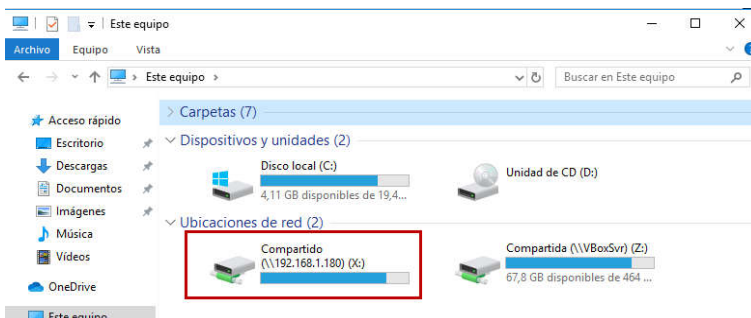 Este equipo
Archivo Equipo Vista
Este equipo
Buscar en Este equipo
Acceso rápido
Escritorio
Descargas
Documentos
Imágenes
Música
Vídeos
OneDrive
Este equipo
Carpetas (7)
Dispositivos y unidades (2)
Disco local (C:)
4,11 GB disponibles de 19,4...
Unidad de CD (D:)
Ubicaciones de red (2)
Compartido
(\\192.168.1.180) (X:)
Compartida (\\VBoxSvr) (Z:)
67,8 GB disponibles de 464 ...